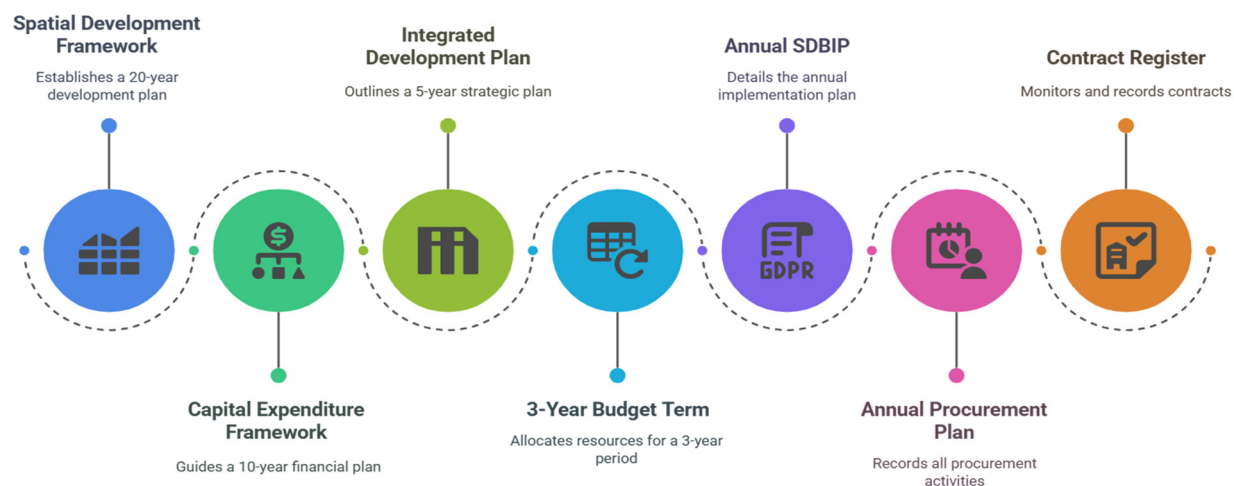 Spatial Development
Framework
Establishes a 20-year
development plan
Capital Expenditure
Framework
Guides a 10-year financial plan
Integrated
Development Plan
Outlines a 5-year strategic plan
3-Year Budget Term
Allocates resources for a 3-year
period
Annual SDBIP
Details the annual
implementation plan
GDPR
Annual Procurement
Plan
Records all procurement
activities
Contract Register
Monitors and records contracts